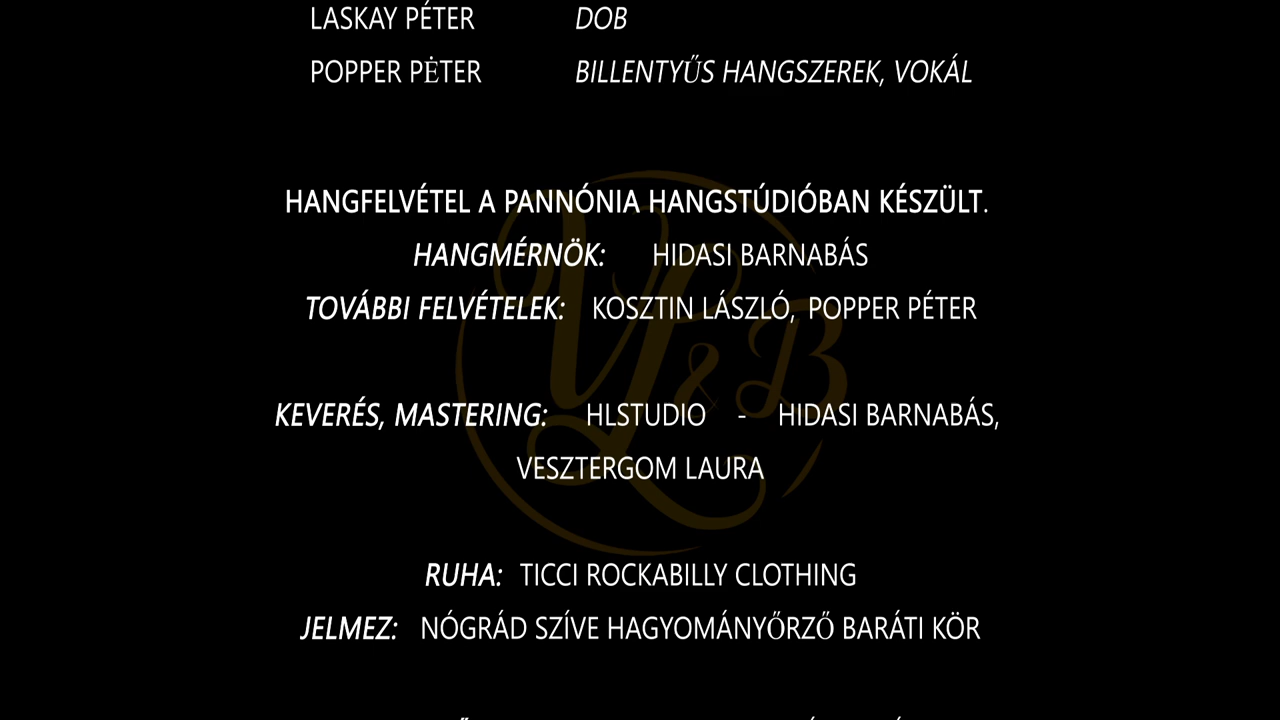 LASKAY PÉTER DOB
POPPER PĖTER BILLENTYŰS HANGSZEREK, VOKÁL
HANGFELVÉTEL A PANNÓNIA HANGSTÚDIÓBAN KÉSZÜLT.
HANGMÉRNÖK: HIDASI BARNABÁS
TOVÁBBI FELVÉTELEK: KOSZTIN LÁSZLÓ, POPPER PÉTER
VL&B
KEVERÉS, MASTERING: HLSTUDIO - HIDASI BARNABÁS,
VESZTERGOM LAURA
RUHA: TICCI ROCKABILLY CLOTHING
JELMEZ: NÓGRÁD SZÍVE HAGYOMÁNYŐRZŐ BARÁTI KÖR